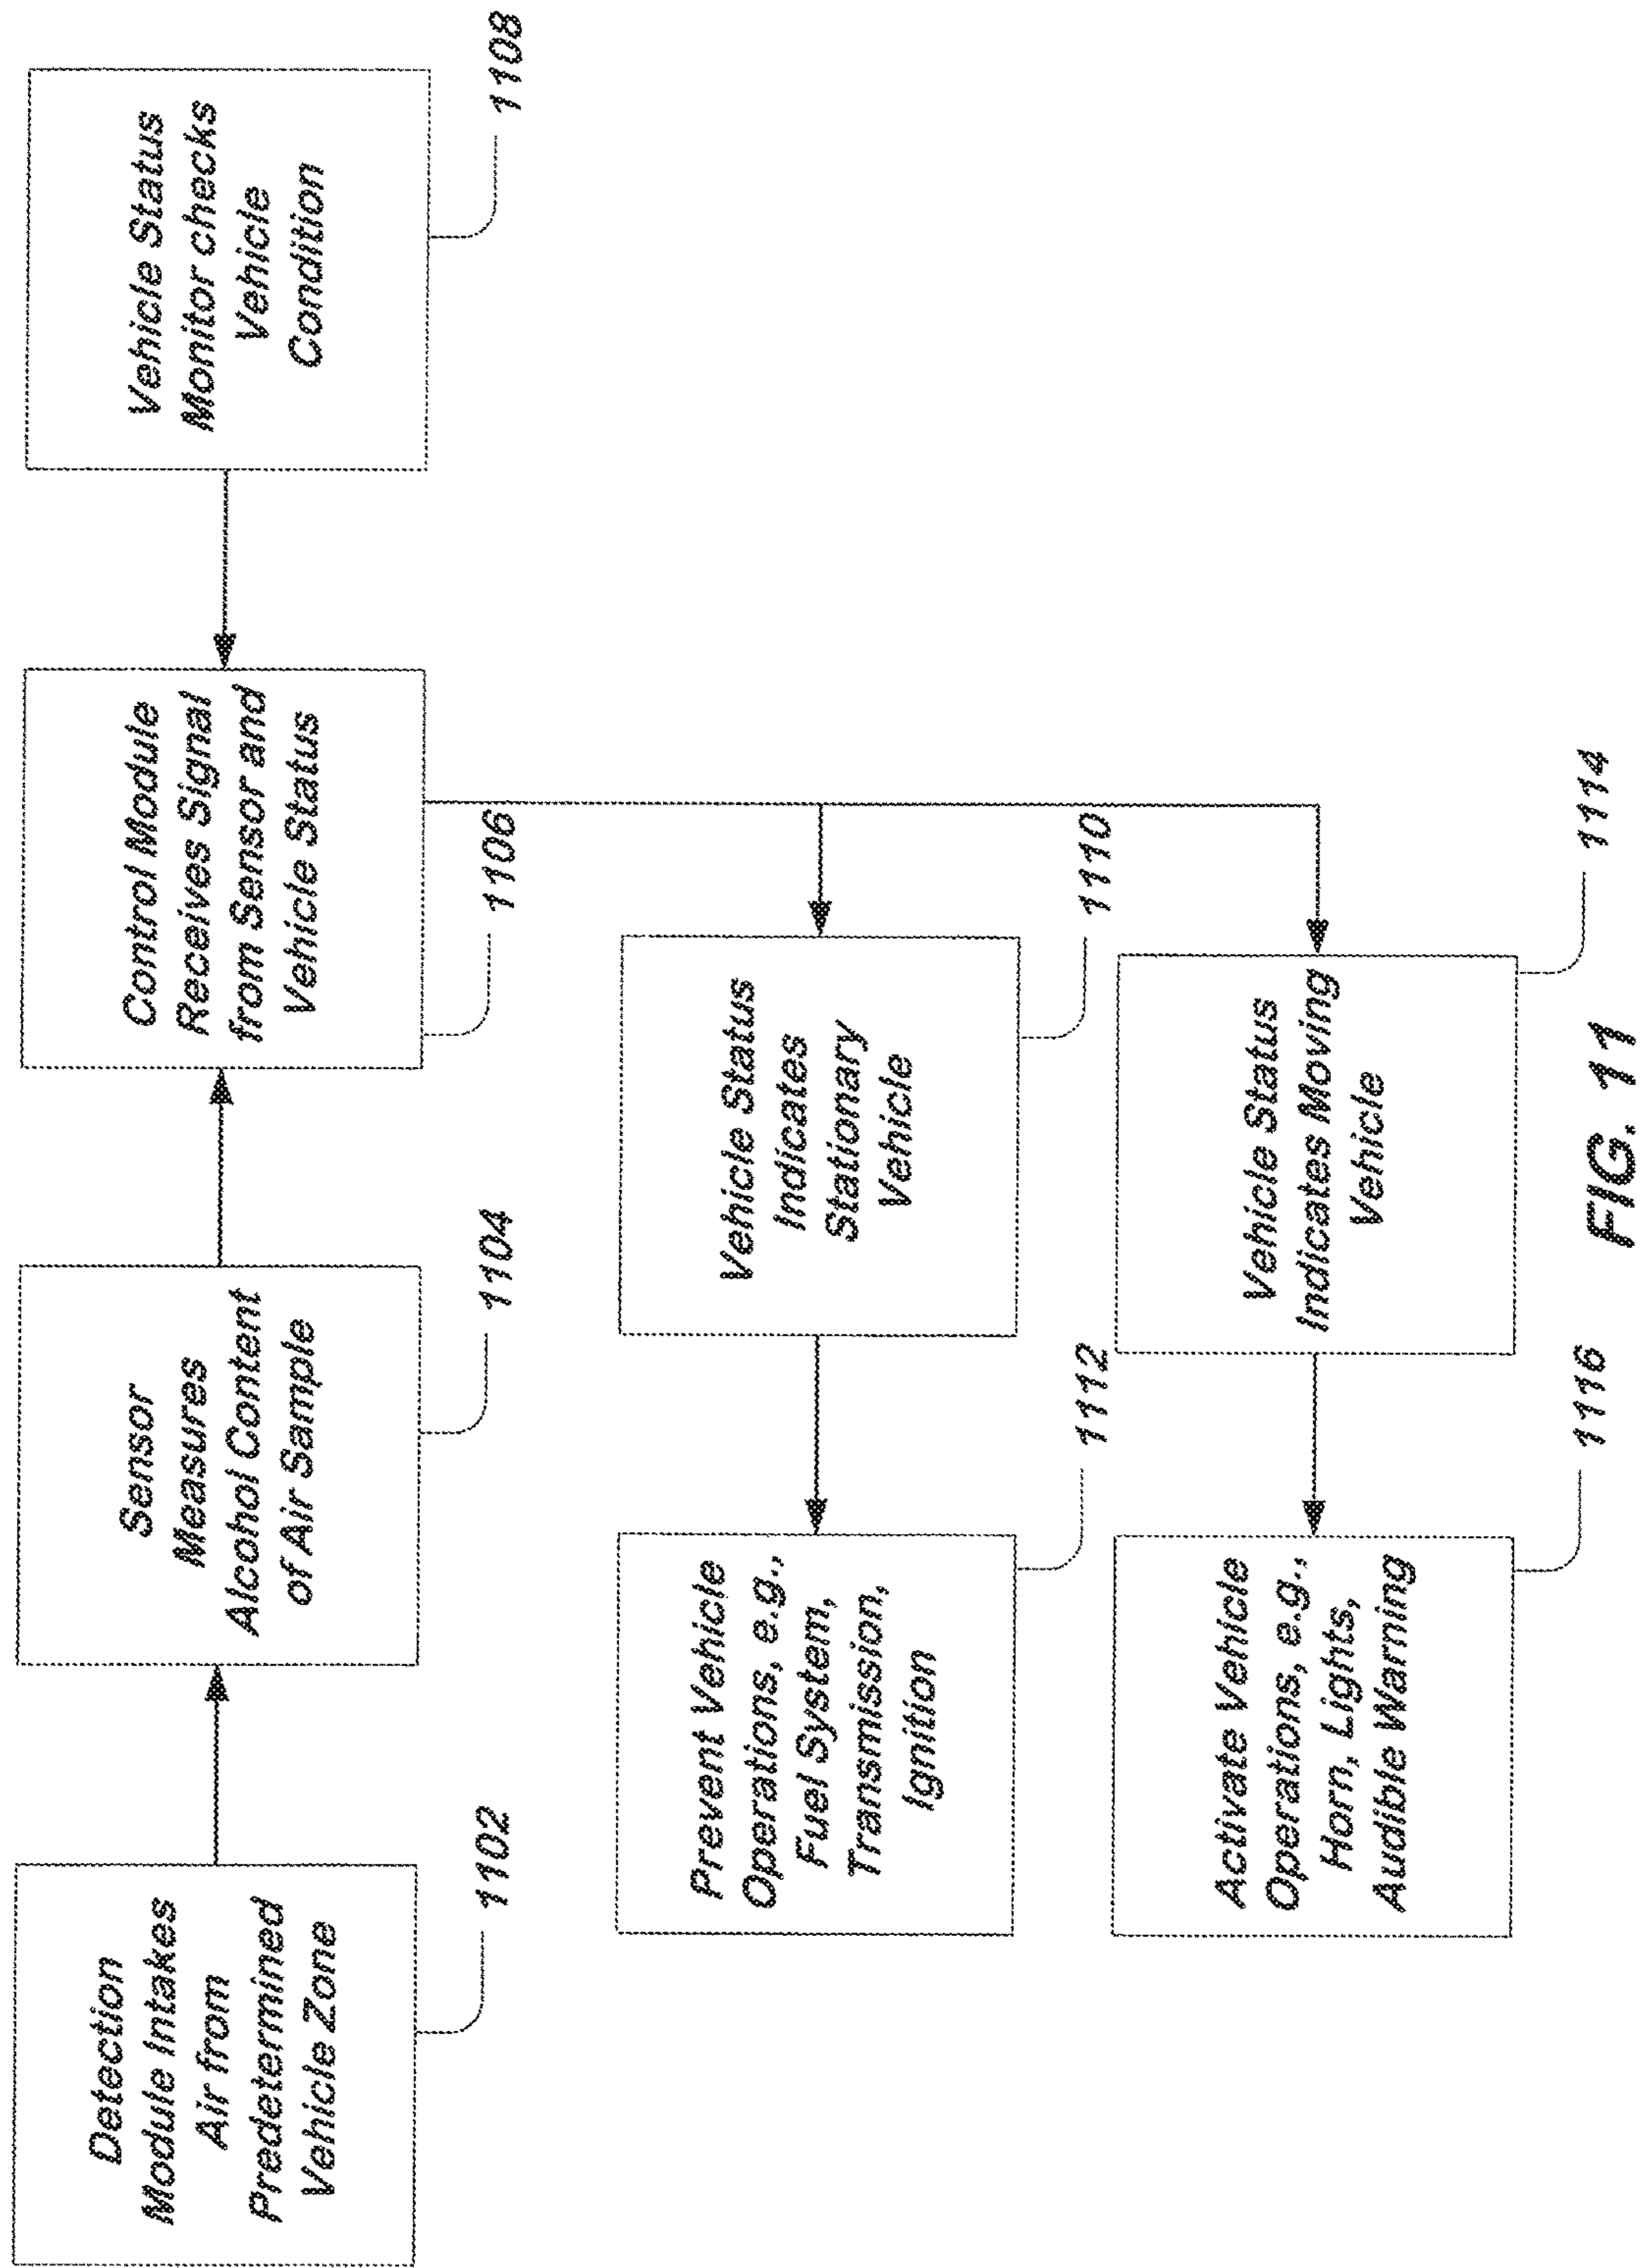 Detection
Module Intakes
Air from
Predetermined
Vehicle Zone
1102
Sensor
Measures
Alcohol Content
of Air Sample
1104
Control Module
Receives Signal
from Sensor and
Vehicle Status
1106
Vehicle Status
Monitor checks
Vehicle
Condition
1108
Prevent Vehicle
Operations, e.g.,
Fuel System,
Transmission,
Ignition
1112
Vehicle Status
Indicates
Stationary
Vehicle
1110
Activate Vehicle
Operations, e.g.,
Horn, Lights,
Audible Warning
1116
Vehicle Status
Indicates Moving
Vehicle
1114
FIG. 11